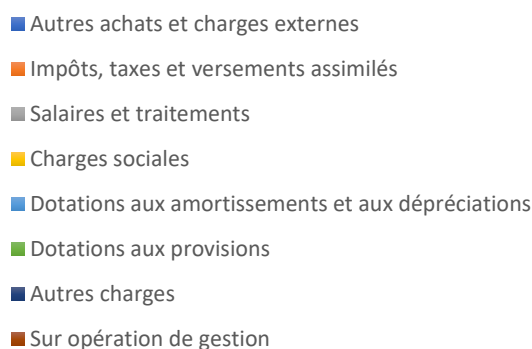 Autres achats et charges externes
Impôts, taxes et versements assimilés
Salaires et traitements
Charges sociales
Dotations aux amortissements et aux dépréciations
Dotations aux provisions
Autres charges
Sur opération de gestion